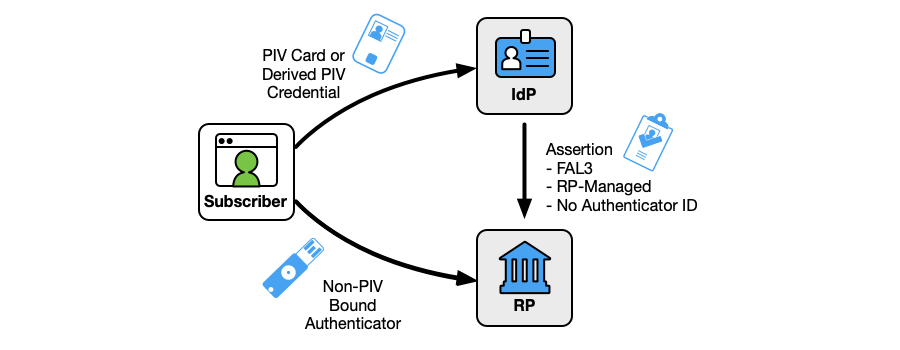 PIV Card or
Derived PIV
Credential
IdP
Assertion
- FAL3
- RP-Managed
- No Authenticator ID
Subscriber
Non-PIV
Bound
Authenticator
RP